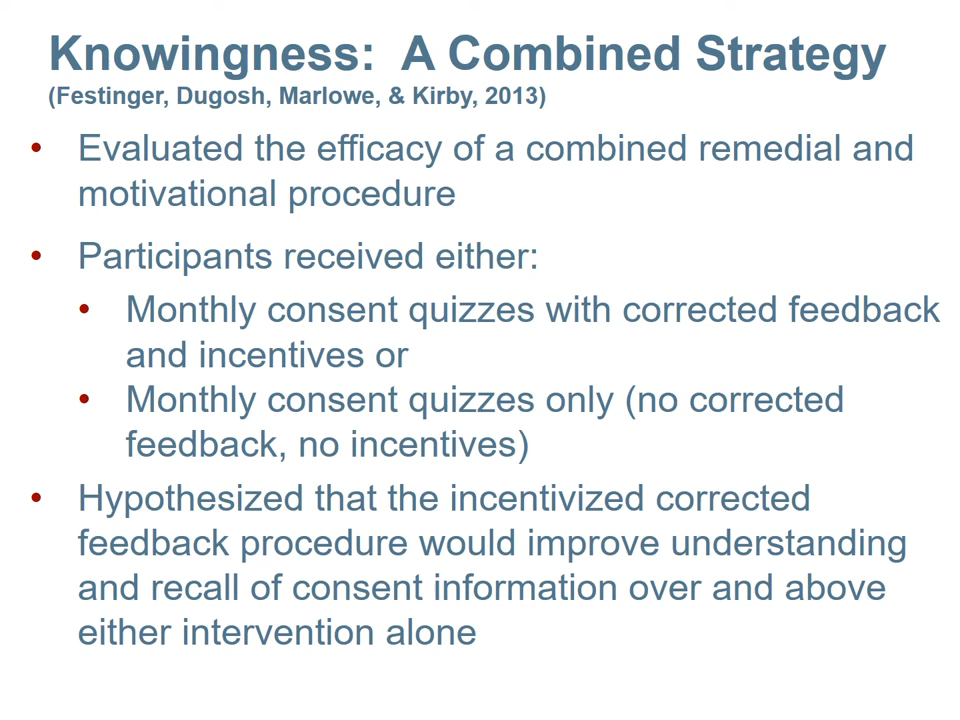 Knowingness:  A Combined Strategy
(Festinger, Dugosh, Marlowe, & Kirby, 2013)
• Evaluated the efficacy of a combined remedial and
motivational procedure
• Participants received either:
• Monthly consent quizzes with corrected feedback
and incentives or
• Monthly consent quizzes only (no corrected
feedback, no incentives)
• Hypothesized that the incentivized corrected
feedback procedure would improve understanding
and recall of consent information over and above
either intervention alone